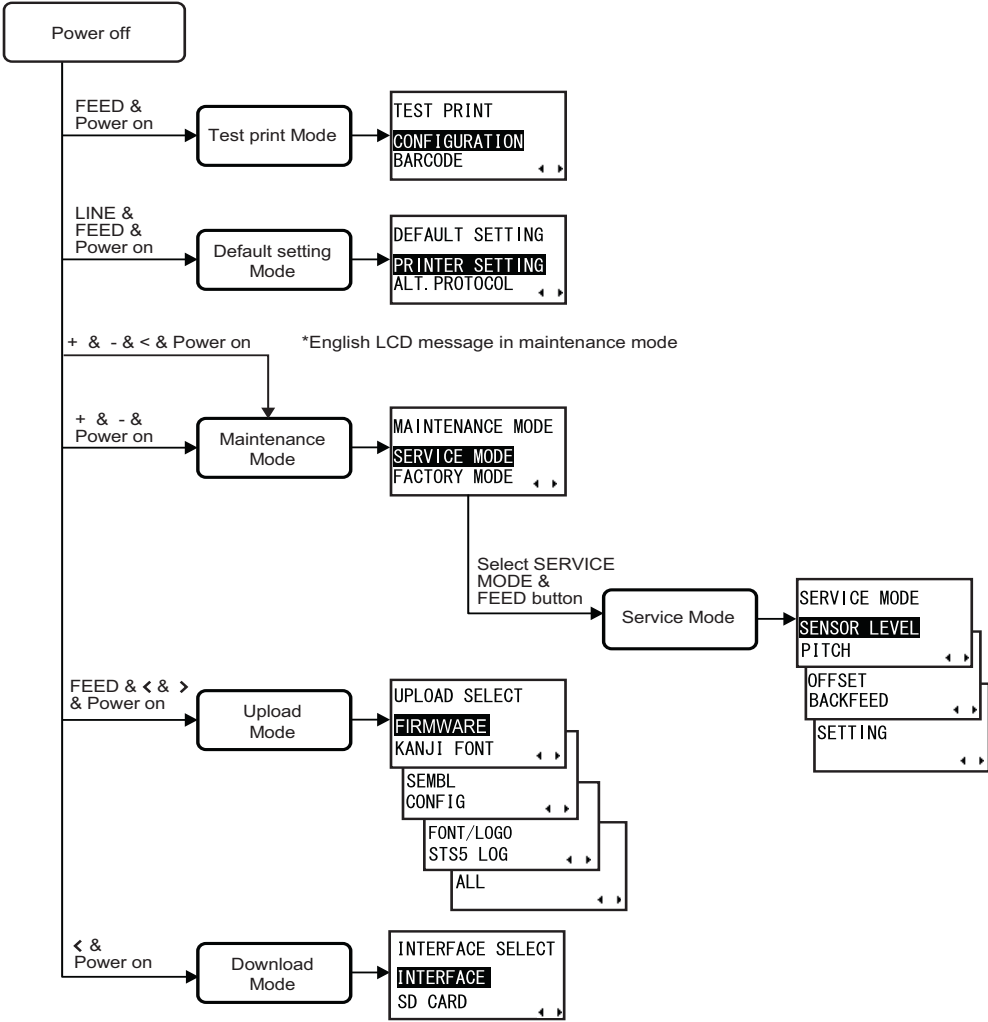 Power off
FEED &
Power on
Test print Mode
TEST PRINT
CONFIGURATION
BARCODE
LINE &
FEED &
Power on
Default setting
Mode
DEFAULT SETTING
PRINTER SETTING
ALT.PROTOCOL
+ & - & < & Power on
*English LCD message in maintenance mode
+ & - &
Power on
Maintenance
Mode
MAINTENANCE MODE
SERVICE MODE
FACTORY MODE
Select SERVICE
MODE &
FEED button
Service Mode
SERVICE MODE
SENSOR LEVEL
PITCH
OFFSET
BACKFEED
SETTING
FEED & < & >
& Power on
Upload
Mode
UPLOAD SELECT
FIRMWARE
KANJI FONT
SEMBL
CONFIG
FONT/LOGO
STS5 LOG
ALL
< &
Power on
Download
Mode
INTERFACE SELECT
INTERFACE
SD CARD